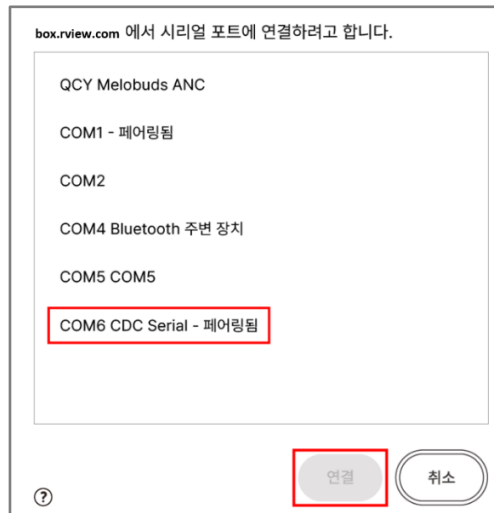 box.rview.com 에서 시리얼 포트에 연결하려고 합니다.
QCY Melobuds ANC
COM1 - 페어링됨
COM2
COM4 Bluetooth 주변 장치
COM5 COM5
COM6 CDC Serial - 페어링됨
연결
취소
?